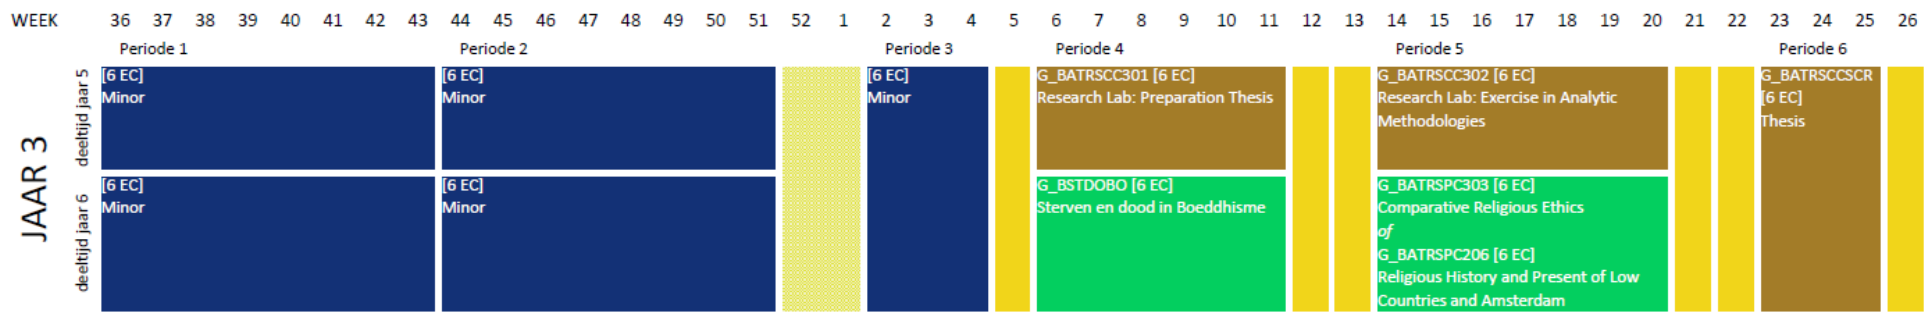 WEEK 36 37 38 39 40 41 42 43 44 45 46 47 48 49 50 51 52 1 2 3 4 5 6 7 8 9 10 11 12 13 14 15 16 17 18 19 20 21 22 23 24 25 26
Periode 1 Periode 2 Periode 3 Periode 4 Periode 5 Periode 6
JAAR 3
deeltijd jaar 5
[6 EC]
Minor
[6 EC]
Minor
[6 EC]
Minor
G_BATRSCC301 [6 EC]
Research Lab: Preparation Thesis
G_BATRSCC302 [6 EC]
Research Lab: Exercise in Analytic
Methodologies
G_BATRSCCSCR
[6 EC]
Thesis
deeltijd jaar 6
[6 EC]
Minor
[6 EC]
Minor
G_BSTDOBO [6 EC]
Sterven en dood in Boeddhisme
G_BATRSPC303 [6 EC]
Comparative Religious Ethics
of
G_BATRSPC206 [6 EC]
Religious History and Present of Low
Countries and Amsterdam